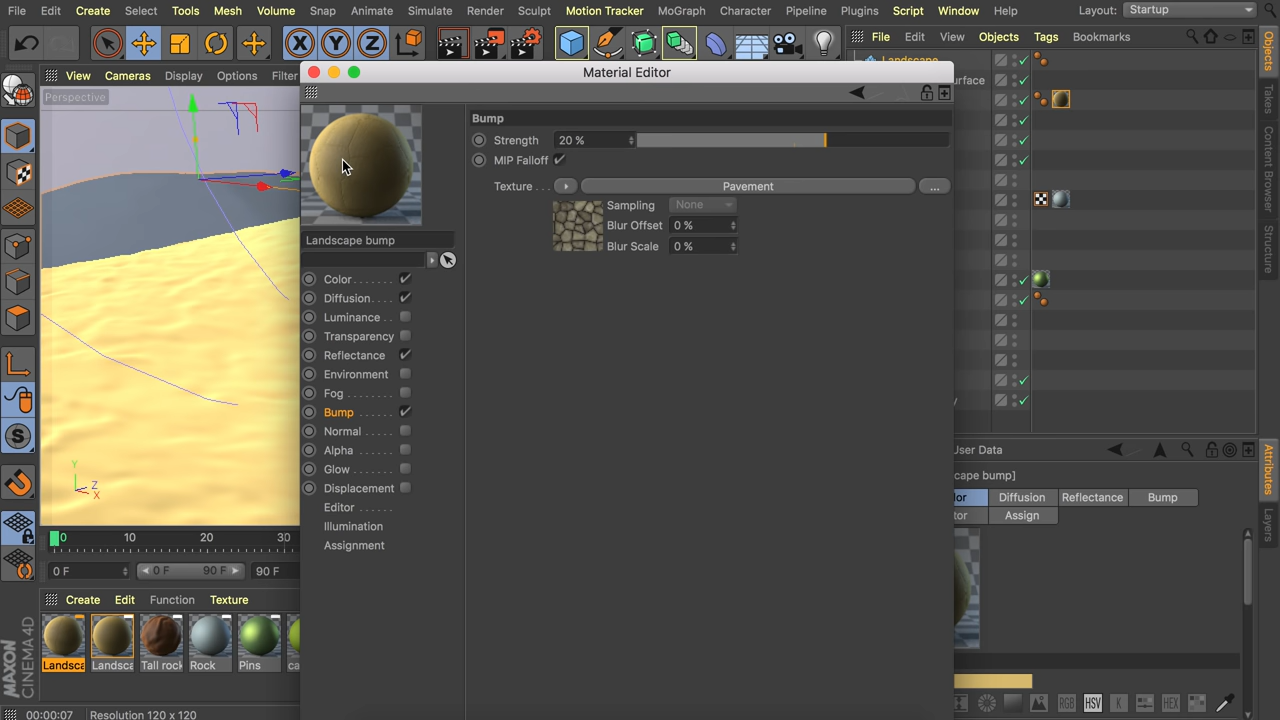 File Edit Create Select Tools Mesh Volume Snap Animate Simulate Render Sculpt Motion Tracker MoGraph Character Pipeline Plugins Script Window Help Layout: Startup
File Edit View Objects Tags Bookmarks
View Cameras Display Options Filter
Material Editor
Perspective
Landscape
Bump
Strength 20 %
MIP Falloff
Texture . . . Pavement ...
Sampling None
Blur Offset 0 %
Blur Scale 0 %
Landscape bump
Color
Diffusion
Luminance
Transparency
Reflectance
Environment
Fog
Bump
Normal
Alpha
Glow
Displacement
Editor
Illumination
Assignment
Y
Z
X
0 10 20 30
0 F 0 F 90 F 90 F
Create Edit Function Texture
Landsca Landsca Tall rock Rock Pins ca
MAXON
CINEMA4D
00:00:07 Resolution 120 x 120
Objects
Takes
Content Browser
Structure
Attributes
Layers
User Data
cape bump]
lor Diffusion Reflectance Bump
tor Assign
RGB HSV K HEX